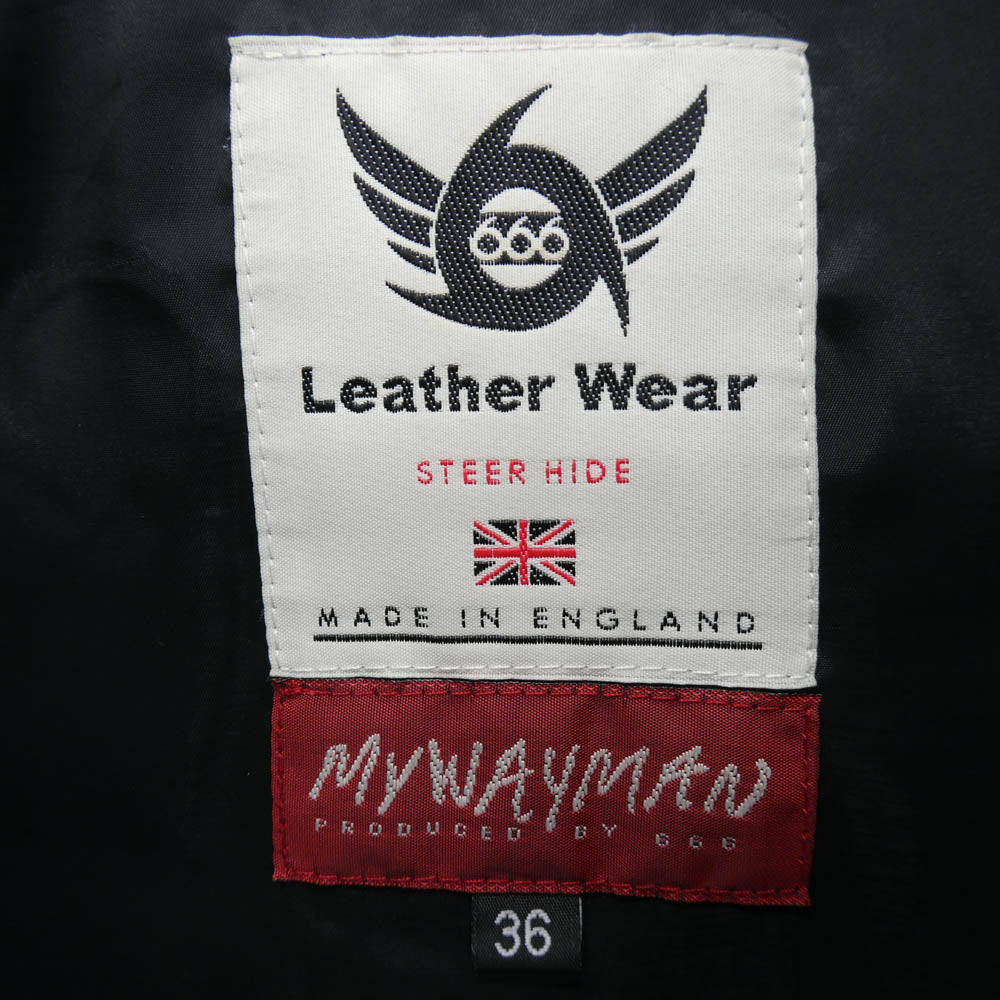 666
Leather Wear
STEER HIDE
MADE IN ENGLAND
MYWAYMAN
PRODUCED BY 666
36